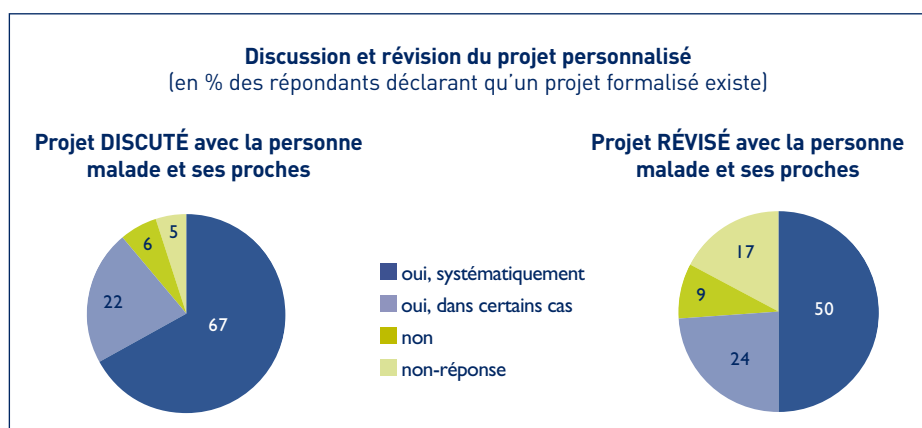 Discussion et révision du projet personnalisé
(en % des répondants déclarant qu'un projet formalisé existe)
Projet DISCUTÉ avec la personne
malade et ses proches
Projet RÉVISÉ avec la personne
malade et ses proches
5
6
22
67
oui, systématiquement
oui, dans certains cas
non
non-réponse
17
9
50
24